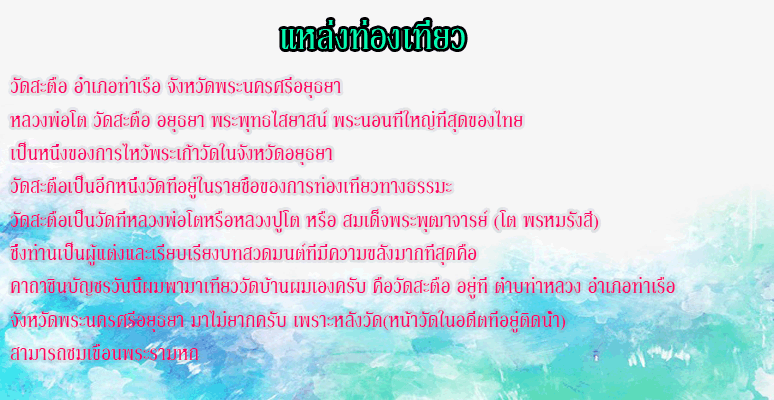 แหล่งท่องเที่ยว
วัดสะตือ อำเภอท่าเรือ จังหวัดพระนครศรีอยุธยา
หลวงพ่อโต วัดสะตือ อยุธยา พระพุทธไสยาสน์ พระนอนที่ใหญ่ที่สุดของไทย
เป็นหนึ่งของการไหว้พระเก้าวัดในจังหวัดอยุธยา
วัดสะตือเป็นอีกหนึ่งวัดที่อยู่ในรายชื่อของการท่องเที่ยวทางธรรมะ
วัดสะตือเป็นวัดที่หลวงพ่อโตหรือหลวงปู่โต หรือ สมเด็จพระพุฒาจารย์ (โต พรหมรังสี)
ซึ่งท่านเป็นผู้แต่งและเรียบเรียงบทสวดมนต์ที่มีความขลังมากที่สุดคือ
คาถาชินบัญชรวันนี้ผมพามาเที่ยววัดบ้านผมเองครับ คือวัดสะตือ อยู่ที่ ตำบท่าหลวง อำเภอท่าเรือ
จังหวัดพระนครศรีอยุธยา มาไม่ยากครับ เพราะหลังวัด(หน้าวัดในอดีตที่อยู่ติดน้ำ)
สามารถชมเขื่อนพระรามหก